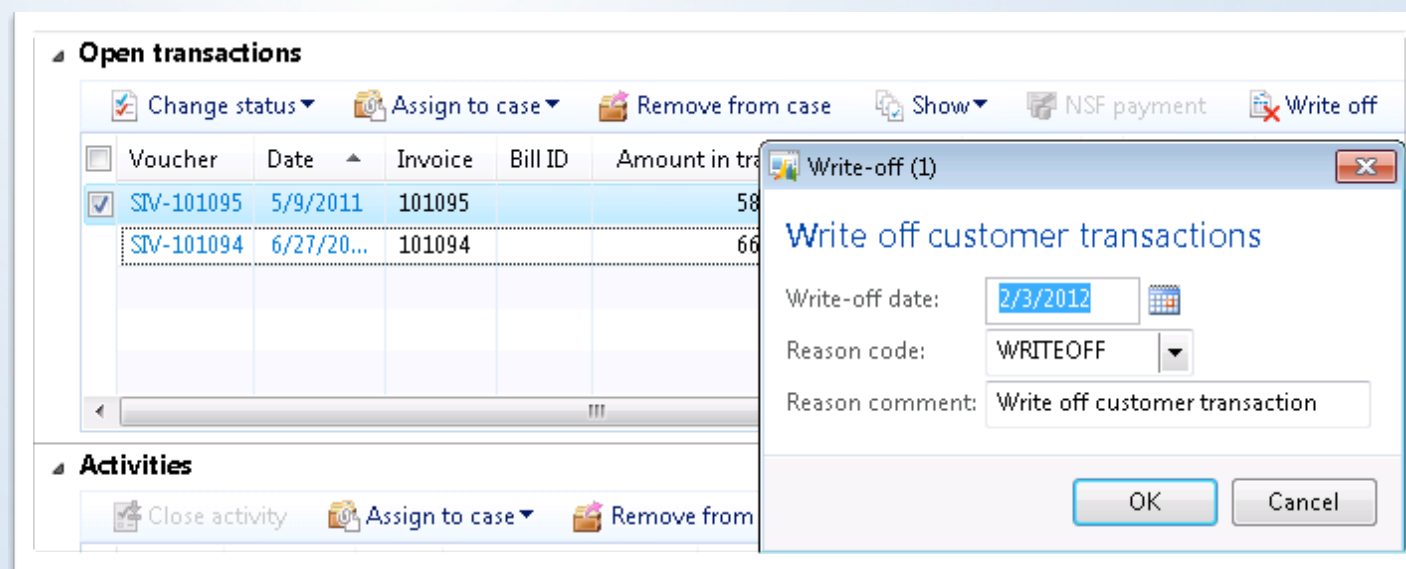 Open transactions
Change status Assign to case Remove from case Show NSF payment Write off
Voucher Date Invoice Bill ID Amount in tra
SIV-101095 5/9/2011 101095 58
SIV-101094 6/27/20... 101094 66
Write-off (1)
Write off customer transactions
Write-off date: 2/3/2012
Reason code: WRITEOFF
Reason comment: Write off customer transaction
OK Cancel
Activities
Close activity Assign to case Remove from